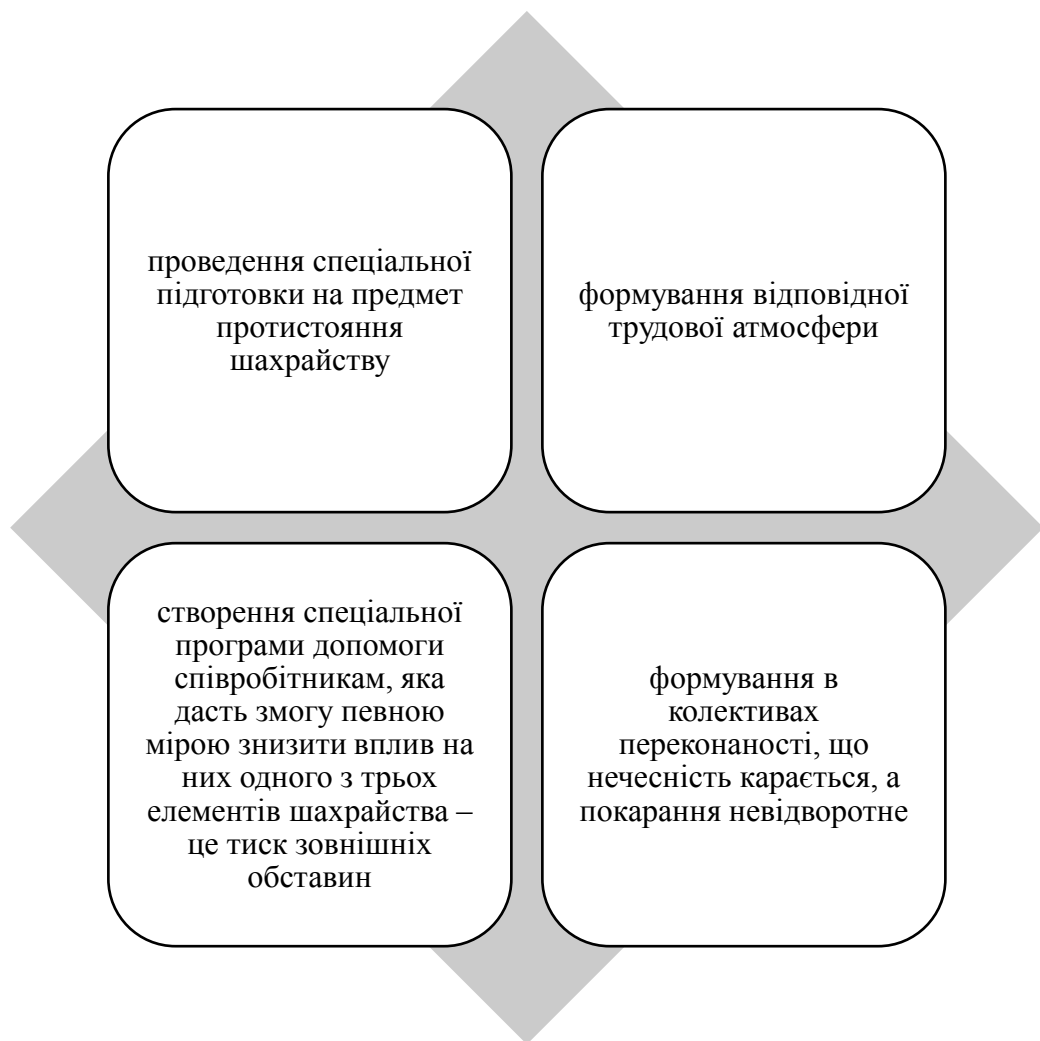 проведення спеціальної
підготовки на предмет
протистояння
шахрайству
формування відповідної
трудової атмосфери
створення спеціальної
програми допомоги
співробітникам, яка
дасть змогу певною
мірою знизити вплив на
них одного з трьох
елементів шахрайства –
це тиск зовнішніх
обставин
формування в
колективах
переконаності, що
нечесність карається, а
покарання невідворотне